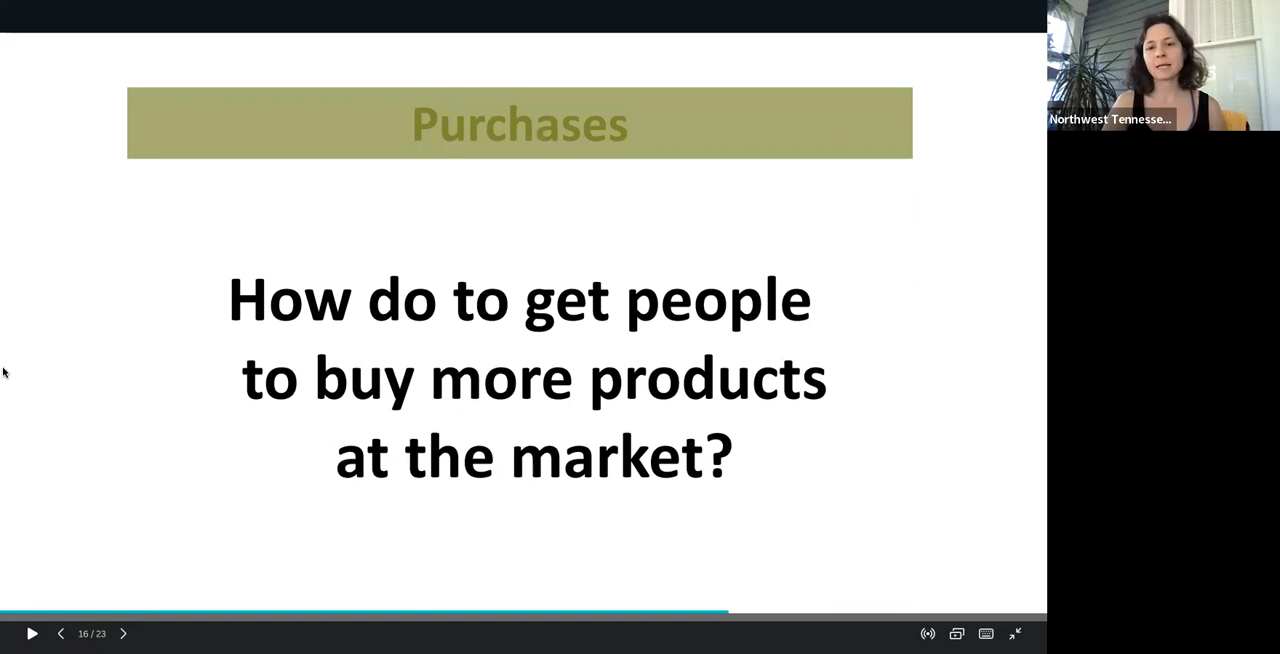 Purchases
How do to get people
to buy more products
at the market?
Northwest Tennesse...
16 / 23